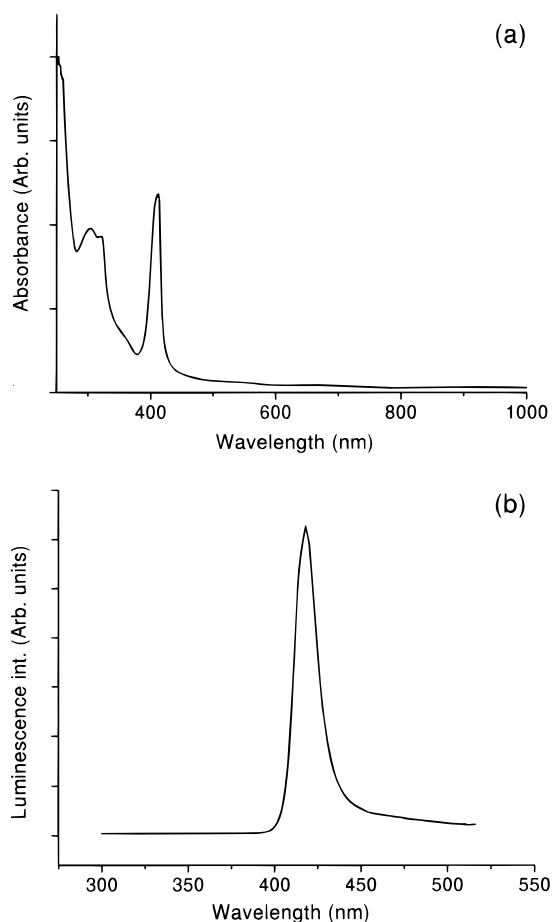 (a)
Absorbance (Arb. units)
400 600 800 1000
Wavelength (nm)
(b)
Luminescence int. (Arb. units)
300 350 400 450 500 550
Wavelength (nm)